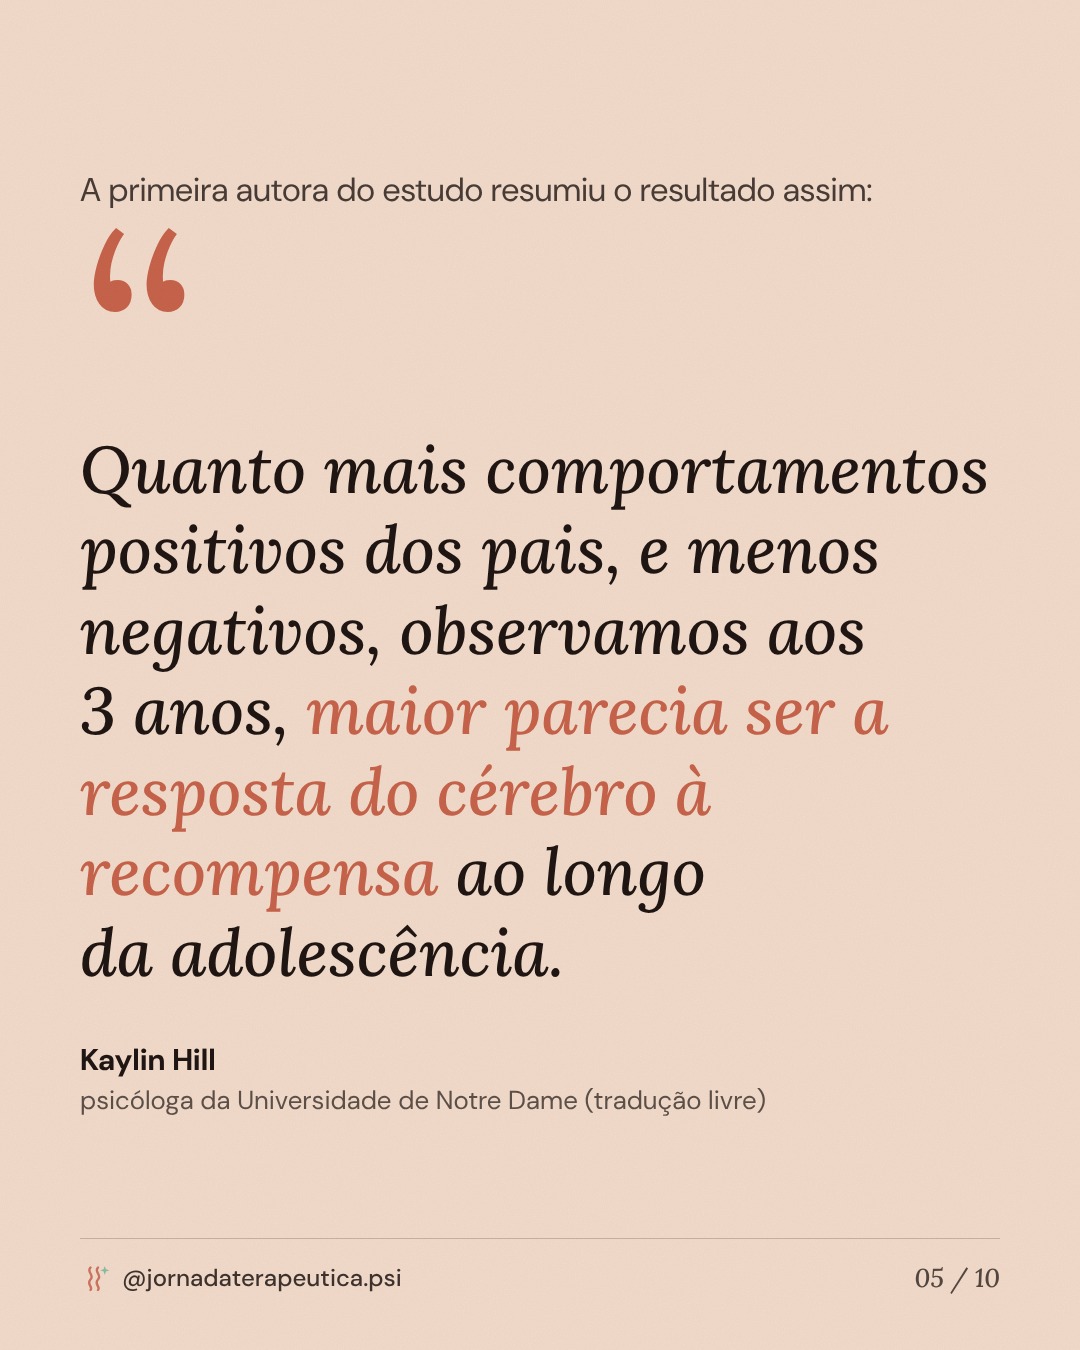 A primeira autora do estudo resumiu o resultado assim:
“
Quanto mais comportamentos
positivos dos pais, e menos
negativos, observamos aos
3 anos, maior parecia ser a
resposta do cérebro à
recompensa ao longo
da adolescência.
Kaylin Hill
psicóloga da Universidade de Notre Dame (tradução livre)
@jornadaterapeutica.psi
05 / 10